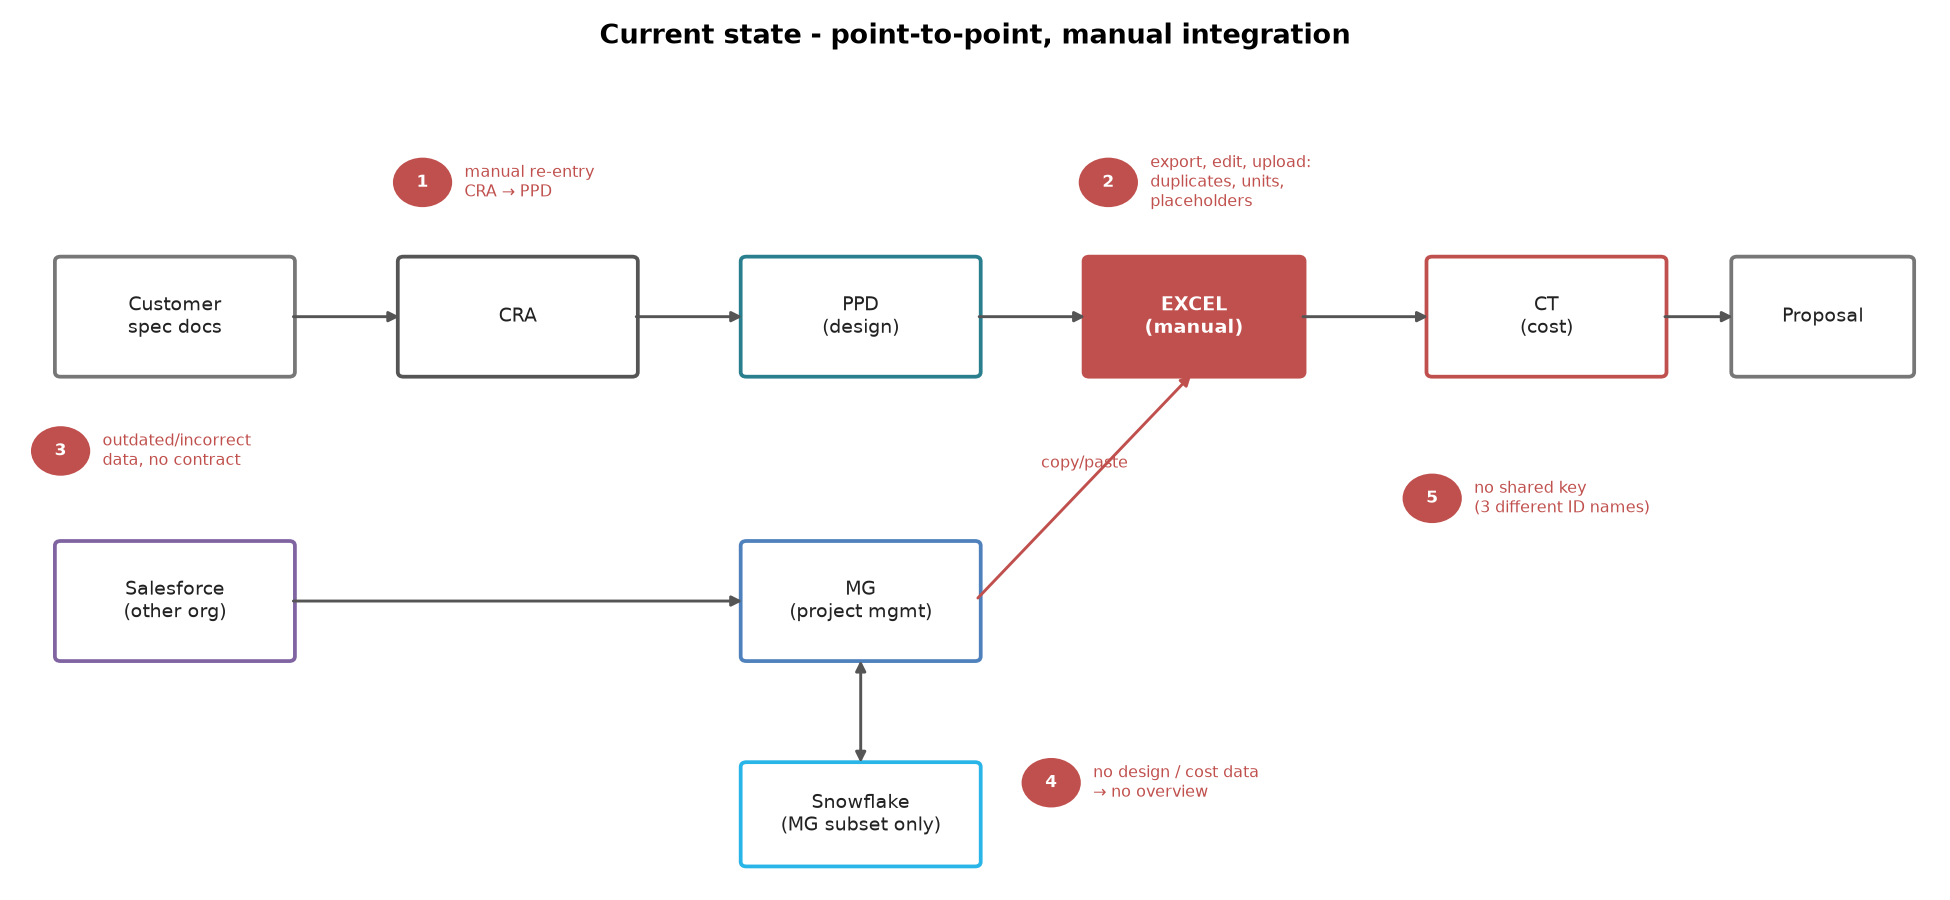 Current state - point-to-point, manual integration
1
manual re-entry
CRA → PPD
2
export, edit, upload:
duplicates, units,
placeholders
Customer
spec docs
CRA
PPD
(design)
EXCEL
(manual)
CT
(cost)
Proposal
3
outdated/incorrect
data, no contract
copy/paste
5
no shared key
(3 different ID names)
Salesforce
(other org)
MG
(project mgmt)
Snowflake
(MG subset only)
4
no design / cost data
→ no overview